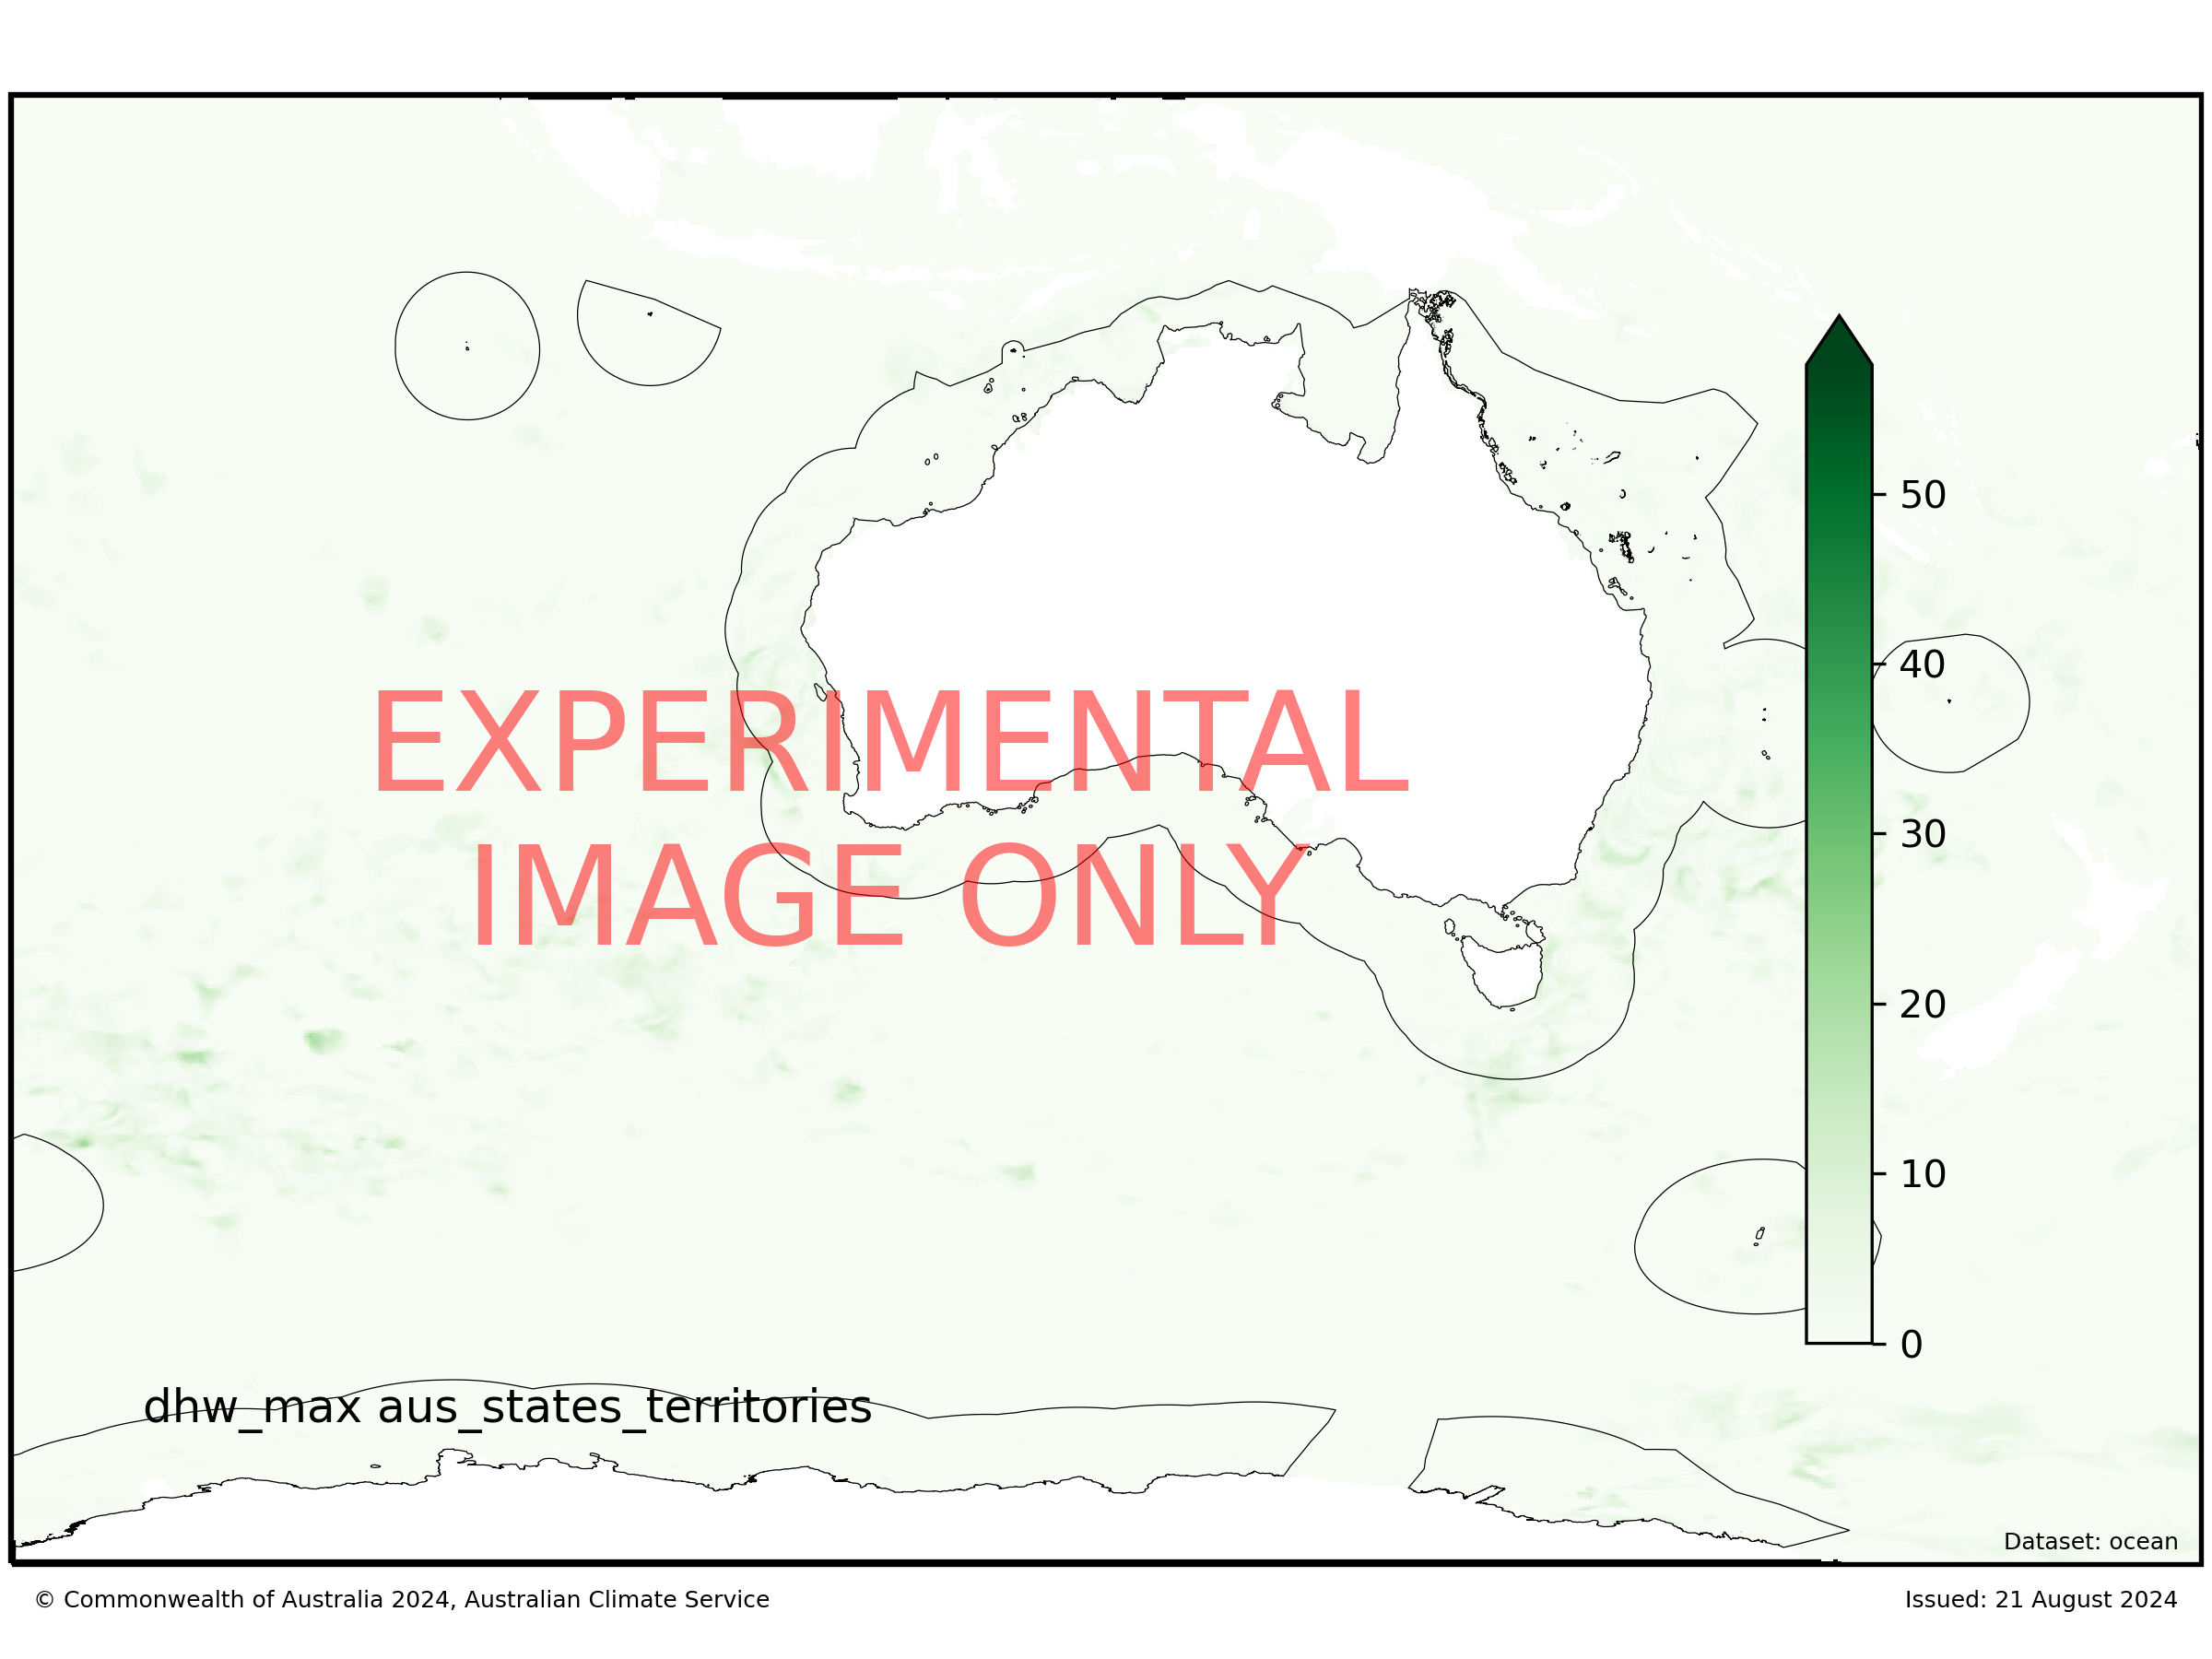 50
40
EXPERIMENTAL
IMAGE ONLY
30
20
10
0
dhw_max aus_states_territories
Dataset: ocean
© Commonwealth of Australia 2024, Australian Climate Service
Issued: 21 August 2024